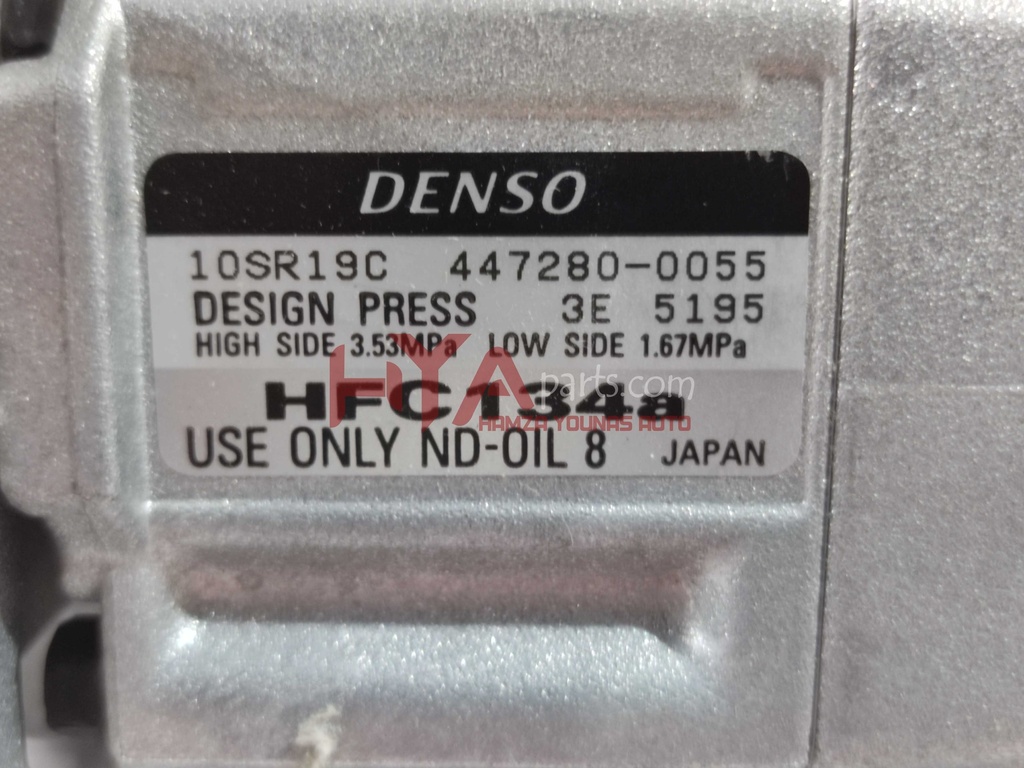 DENSO
10SR19C 447280-0055
DESIGN PRESS 3E 5195
HIGH SIDE 3.53MPa LOW SIDE 1.67MPa
HYA parts.com
HFC134a
HAMZA YOUNAS AUTO
USE ONLY ND-OIL 8 JAPAN